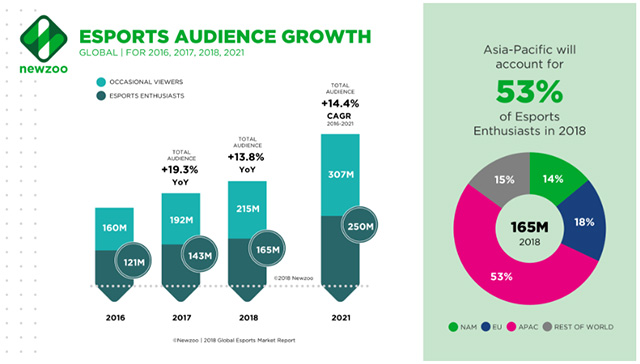 newzoo
ESPORTS AUDIENCE GROWTH
GLOBAL | FOR 2016, 2017, 2018, 2021
OCCASIONAL VIEWERS
ESPORTS ENTHUSIASTS
TOTAL
AUDIENCE
+19.3%
YoY
TOTAL
AUDIENCE
+13.8%
YoY
TOTAL
AUDIENCE
+14.4%
CAGR
2016-2021
160M
121M
192M
143M
215M
165M
307M
250M
©2018 Newzoo
2016
2017
2018
2021
©Newzoo | 2018 Global Esports Market Report
Asia-Pacific will
account for
53%
of Esports
Enthusiasts in 2018
15%
14%
18%
53%
165M
2018
NAM
EU
APAC
REST OF WORLD